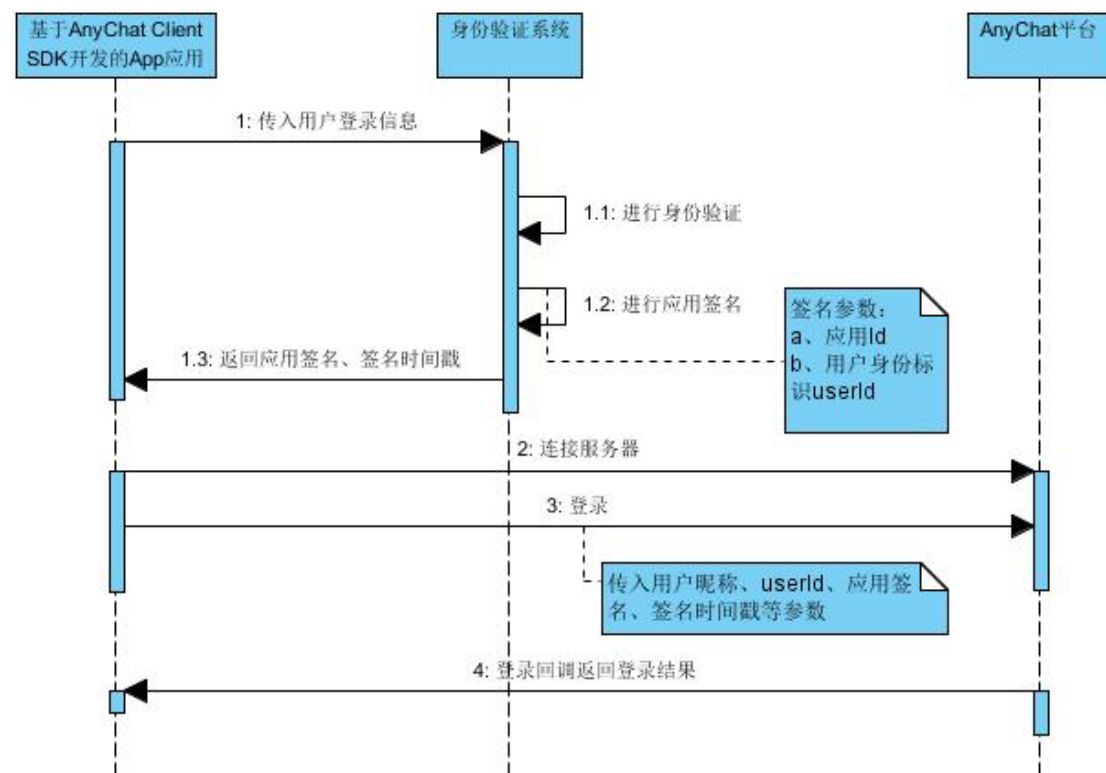 基于AnyChat Client
SDK开发的App应用
身份验证系统
AnyChat平台
1: 传入用户登录信息
1.1: 进行身份验证
1.2: 进行应用签名
签名参数：
a、应用Id
b、用户身份标
识userId
1.3: 返回应用签名、签名时间戳
2: 连接服务器
3: 登录
传入用户昵称、userId、应用签
名、签名时间戳等参数
4: 登录回调返回登录结果